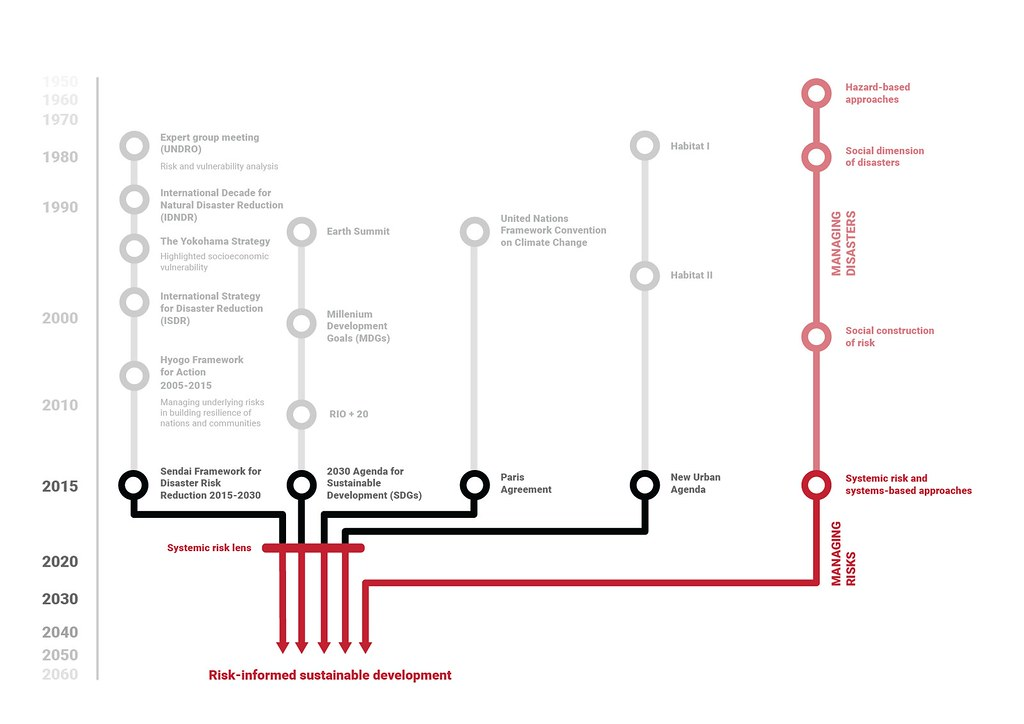 1950
1960
1970
1980
1990
2000
2010
2015
2020
2030
2040
2050
2060
Expert group meeting
(UNDRO)
Risk and vulnerability analysis
International Decade for
Natural Disaster Reduction
(IDNDR)
The Yokohama Strategy
Highlighted socioeconomic
vulnerability
International Strategy
for Disaster Reduction
(ISDR)
Hyogo Framework
for Action
2005-2015
Managing underlying risks
in building resilience of
nations and communities
Sendai Framework for
Disaster Risk
Reduction 2015-2030
Earth Summit
Millenium
Development
Goals (MDGs)
RIO + 20
2030 Agenda for
Sustainable
Development (SDGs)
United Nations
Framework Convention
on Climate Change
Paris
Agreement
Habitat I
Habitat II
New Urban
Agenda
Hazard-based
approaches
Social dimension
of disasters
MANAGING
DISASTERS
Social construction
of risk
Systemic risk and
systems-based approaches
MANAGING
RISKS
Systemic risk lens
Risk-informed sustainable development